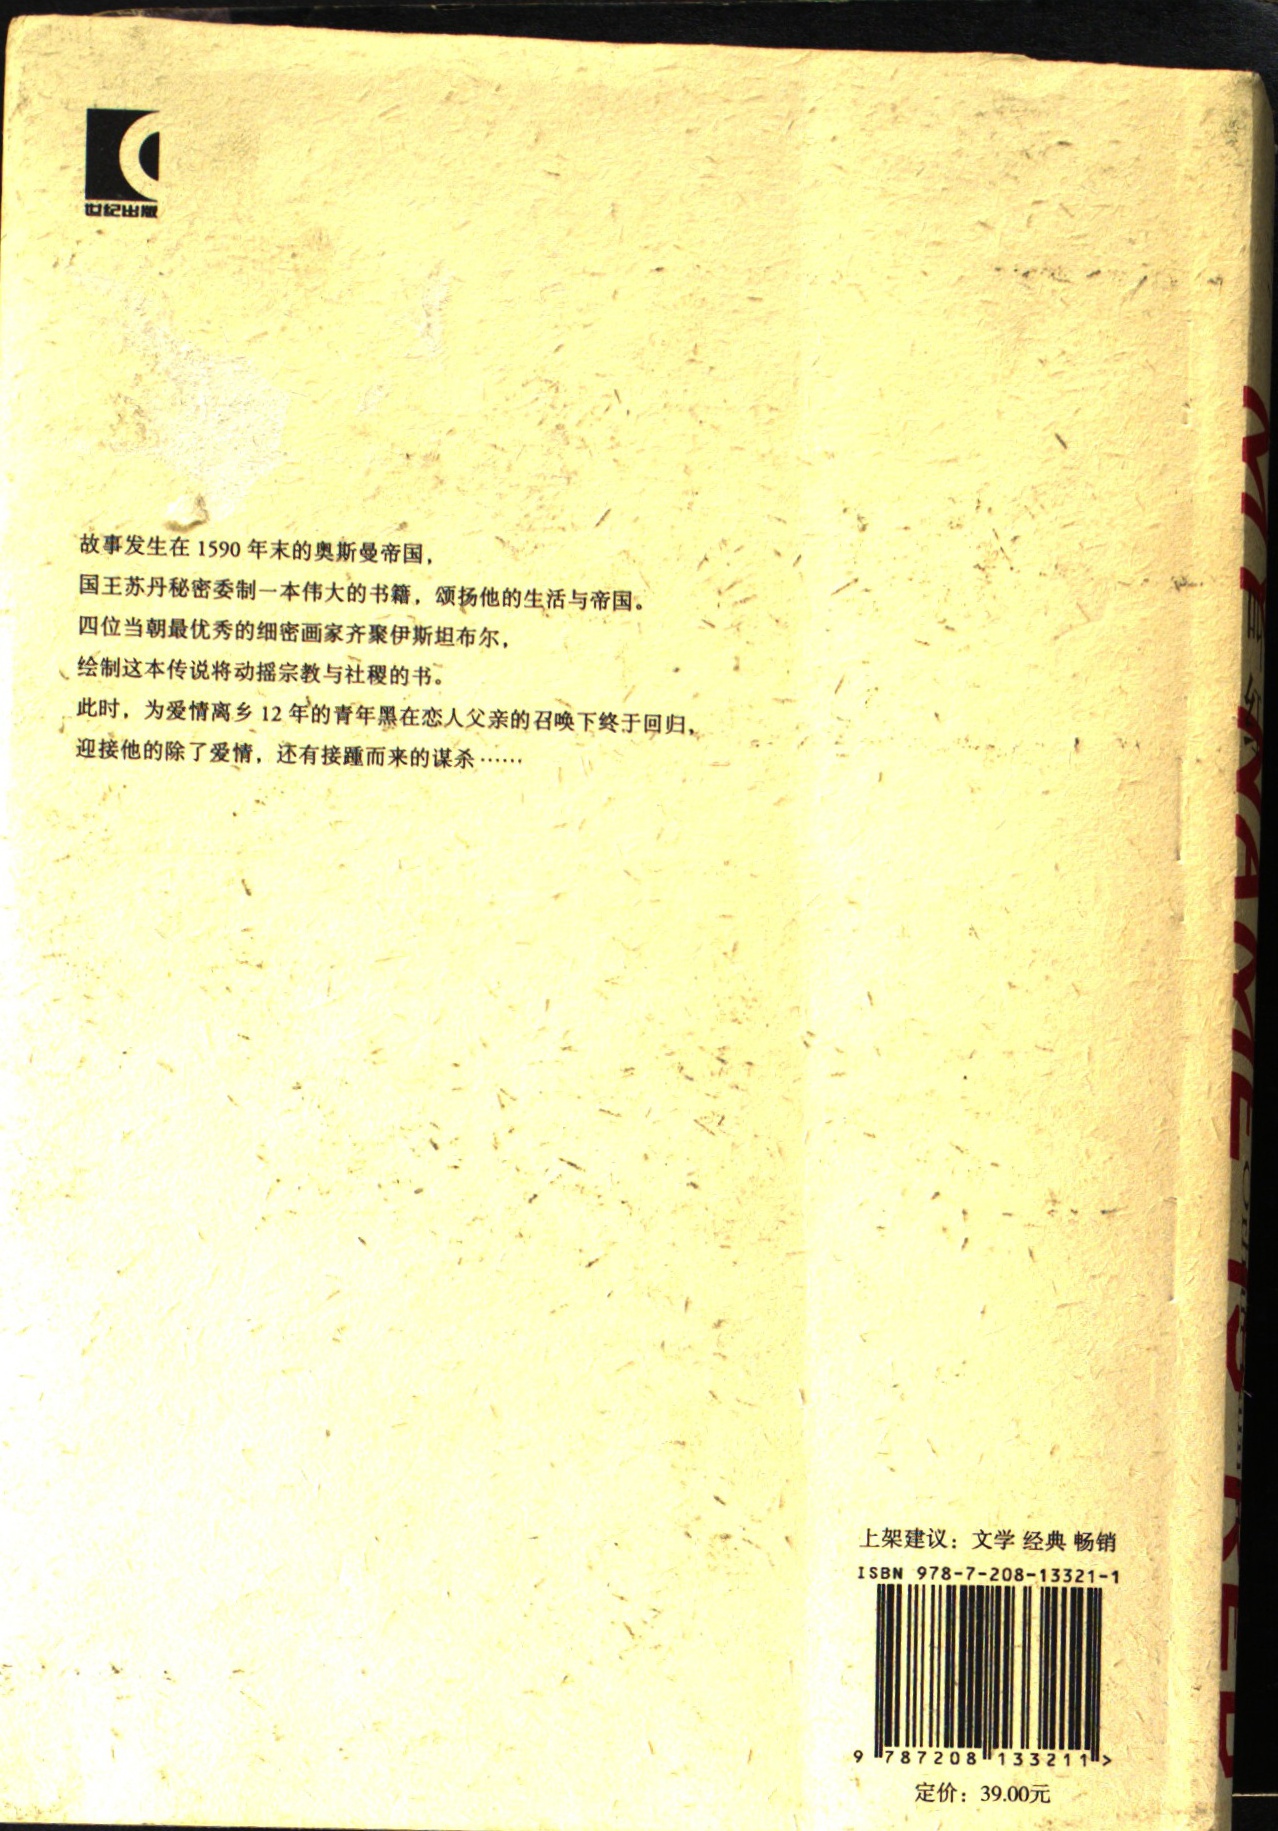 世纪出版
故事发生在 1590 年末的奥斯曼帝国，
国王苏丹秘密委制一本伟大的书籍，颂扬他的生活与帝国。
四位当朝最优秀的细密画家齐聚伊斯坦布尔，
绘制这本传说将动摇宗教与社稷的书。
此时，为爱情离乡 12 年的青年黑在恋人父亲的召唤下终于回归，
迎接他的除了爱情，还有接踵而来的谋杀……
MY NAME IS RED
上架建议：文学 经典 畅销
ISBN 978-7-208-13321-1
9 787208 133211 >
定价：39.00元